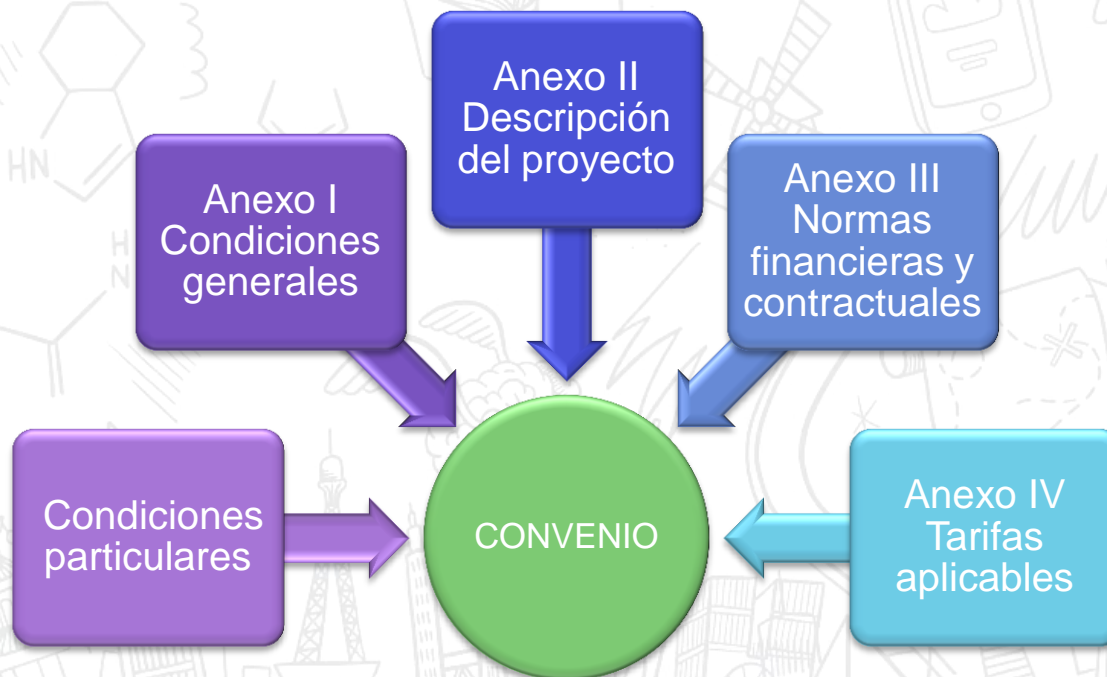 Anexo II
Descripción
del proyecto
Anexo I
Condiciones
generales
Anexo III
Normas
financieras y
contractuales
Condiciones
particulares
CONVENIO
Anexo IV
Tarifas
aplicables
HN
H
N